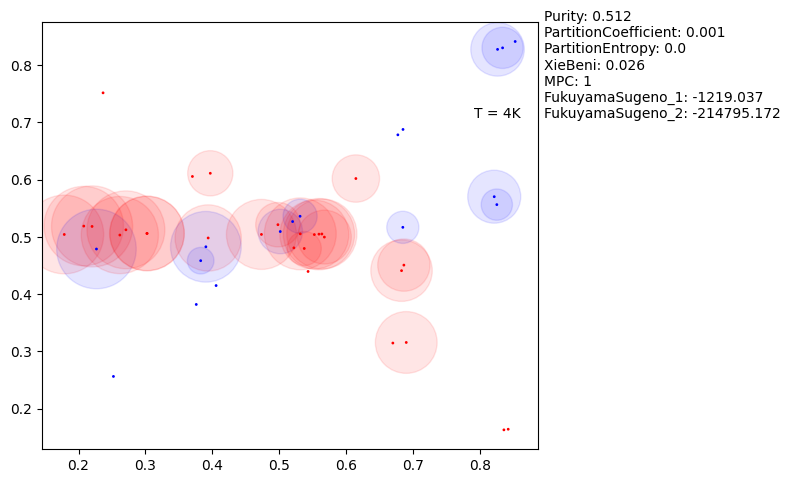 Purity: 0.512
PartitionCoefficient: 0.001
PartitionEntropy: 0.0
XieBeni: 0.026
MPC: 1
FukuyamaSugeno_1: -1219.037
FukuyamaSugeno_2: -214795.172
T = 4K
0.8
0.7
0.6
0.5
0.4
0.3
0.2
0.2 0.3 0.4 0.5 0.6 0.7 0.8